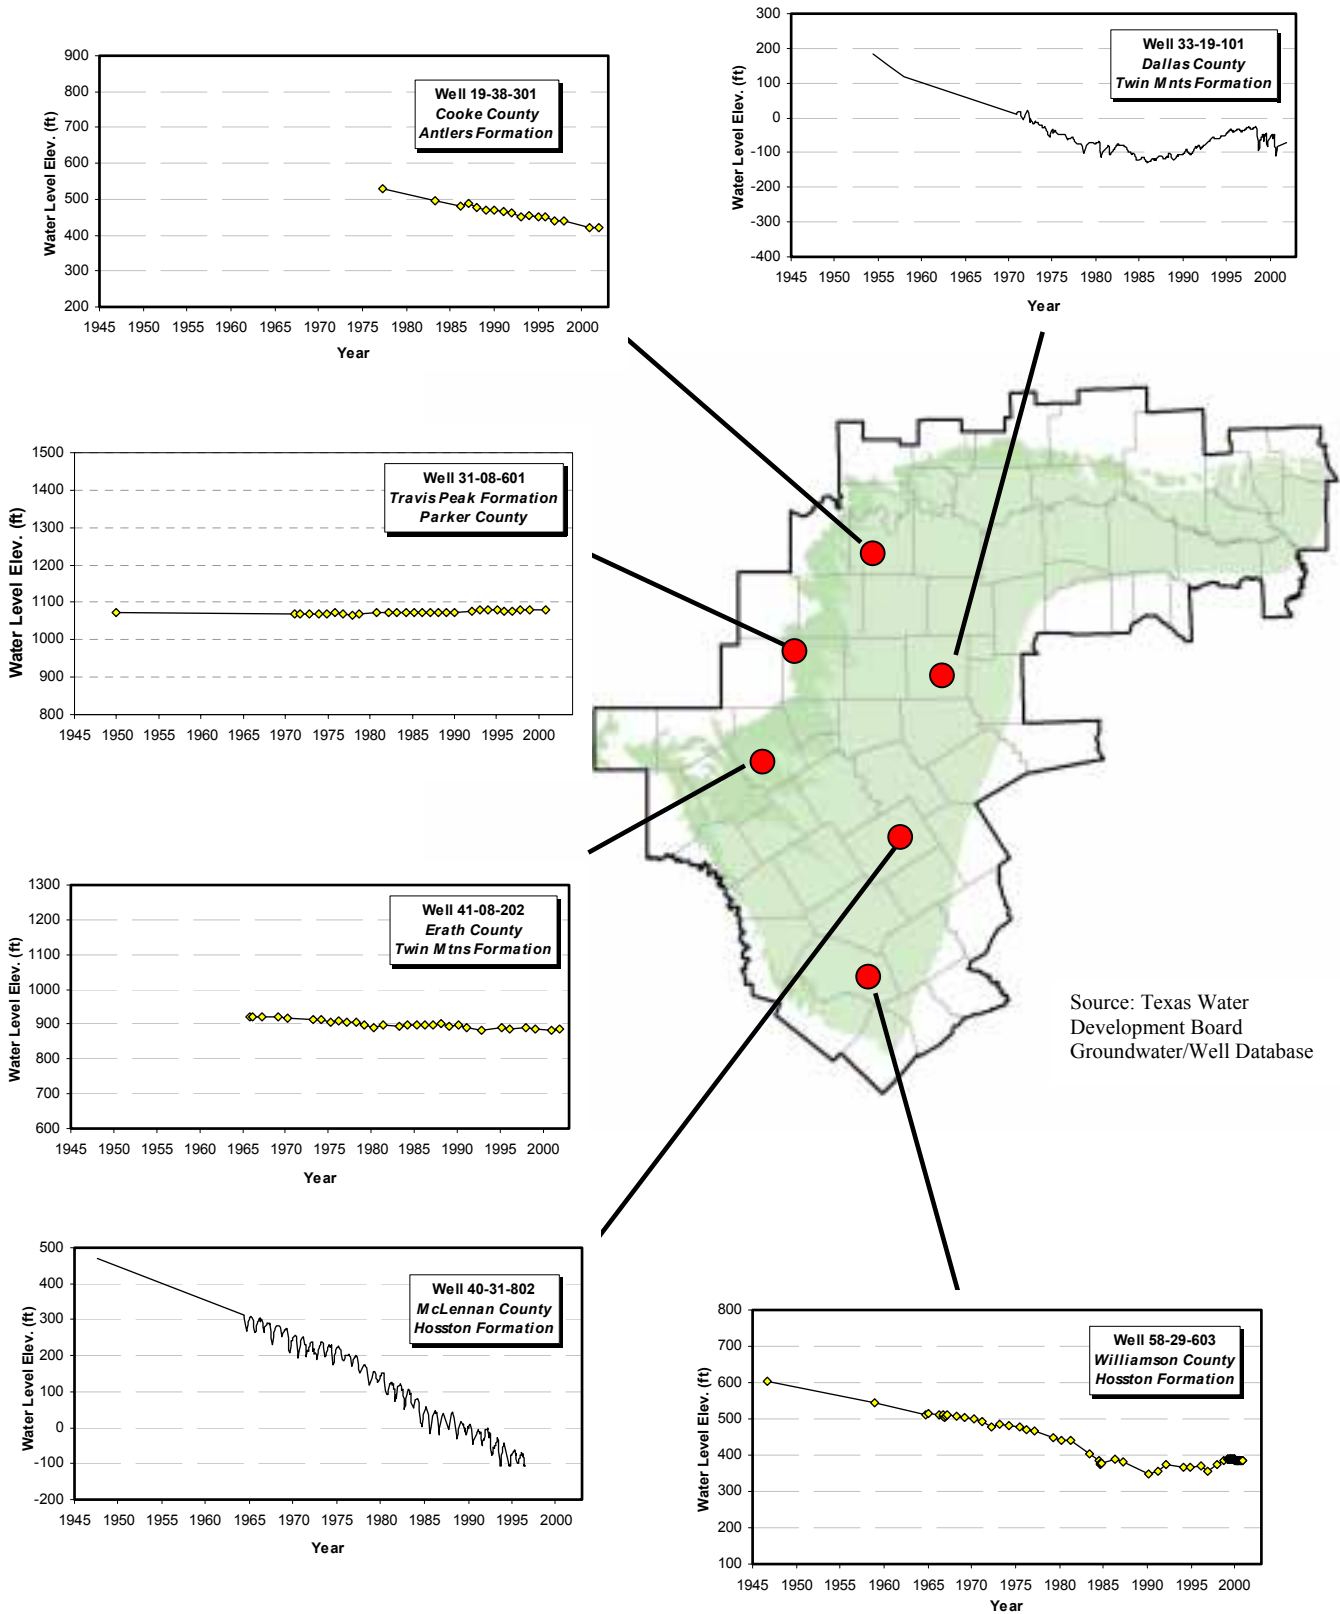 900
800
700
600
500
400
300
200
Water Level Elev. (ft)
Well 19-38-301
Cooke County
Antlers Formation
1945 1950 1955 1960 1965 1970 1975 1980 1985 1990 1995 2000
Year
300
200
100
0
-100
-200
-300
-400
Water Level Elev. (ft)
Well 33-19-101
Dallas County
Twin Mnts Formation
1945 1950 1955 1960 1965 1970 1975 1980 1985 1990 1995 2000
Year
1500
1400
1300
1200
1100
1000
900
800
Water Level Elev. (ft)
Well 31-08-601
Travis Peak Formation
Parker County
1945 1950 1955 1960 1965 1970 1975 1980 1985 1990 1995 2000
1300
1200
1100
1000
900
800
700
600
Water Level Elev. (ft)
Well 41-08-202
Erath County
Twin Mtns Formation
1945 1950 1955 1960 1965 1970 1975 1980 1985 1990 1995 2000
Year
Source: Texas Water
Development Board
Groundwater/Well Database
500
400
300
200
100
0
-100
-200
Water Level Elev. (ft)
Well 40-31-802
McLennan County
Hosston Formation
1945 1950 1955 1960 1965 1970 1975 1980 1985 1990 1995 2000
Year
800
700
600
500
400
300
200
100
Water Level Elev. (ft)
Well 58-29-603
Williamson County
Hosston Formation
1945 1950 1955 1960 1965 1970 1975 1980 1985 1990 1995 2000
Year